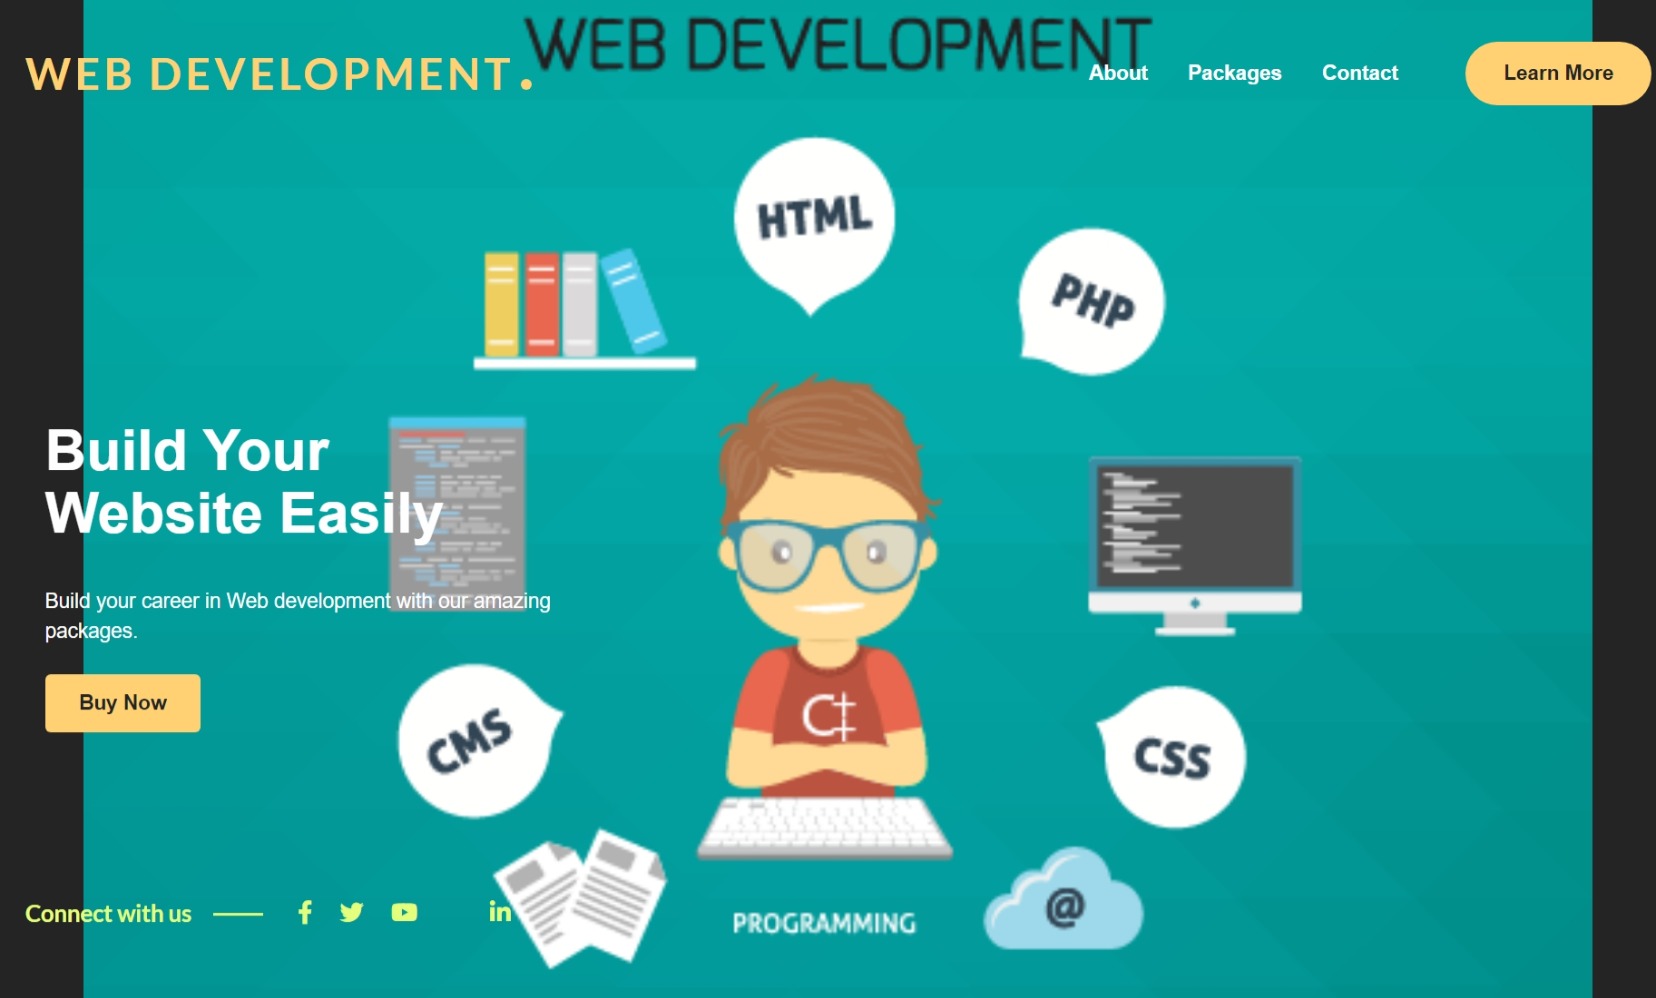 WEB DEVELOPMENT
WEB DEVELOPMENT.
About
Packages
Contact
Learn More
HTML
PHP
Build Your
Website Easily
Build your career in Web development with our amazing
packages.
Buy Now
CMS
CSS
Connect with us
in
PROGRAMMING
@